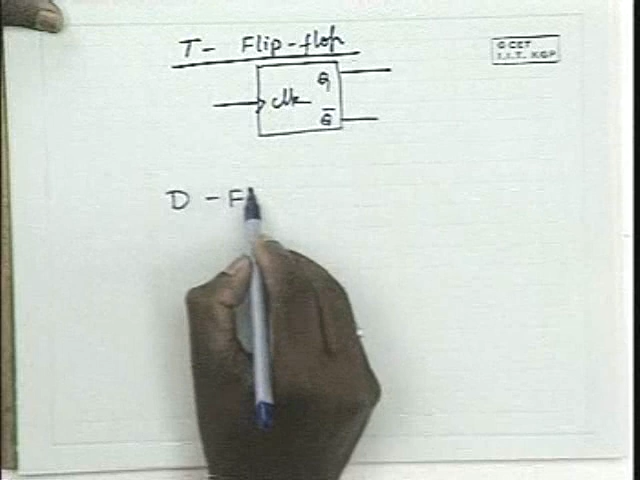 T- Flip-flop
© CET
I.I.T. KGP
Q
clk
Q̅
D - F